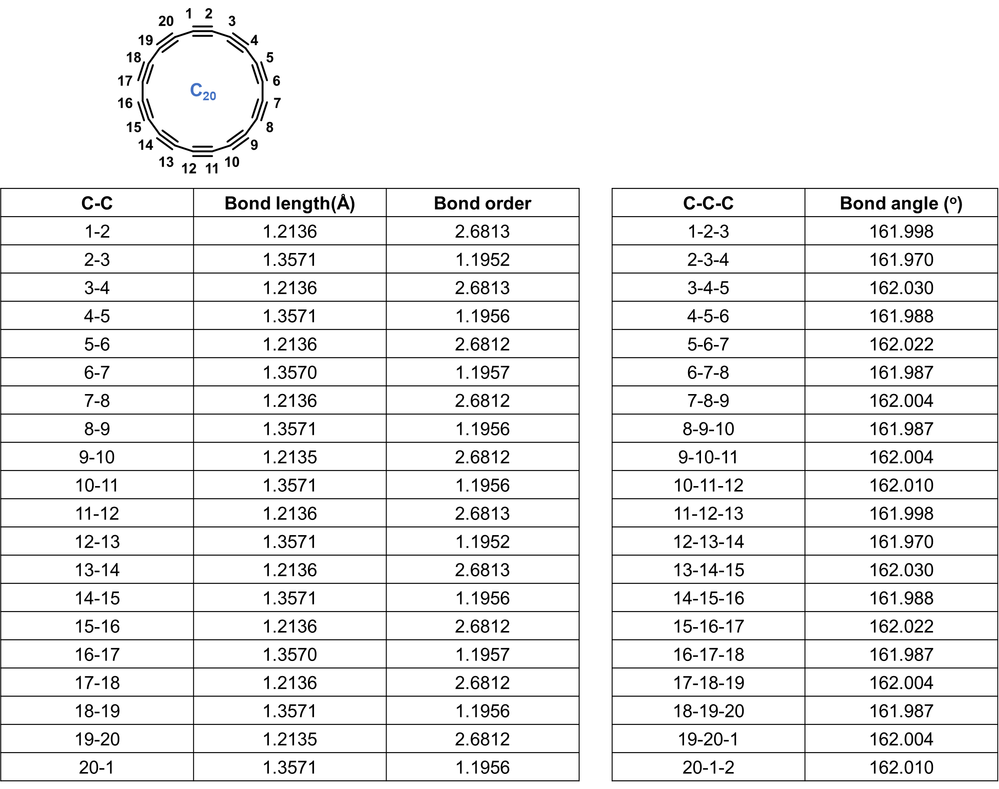 1 2
20 3
19 4
18 5
17 C20 6
16 7
15 8
14 9
13 10
12 11
C-C Bond length(Å) Bond order C-C-C Bond angle (º)
1-2 1.2136 2.6813 1-2-3 161.998
2-3 1.3571 1.1952 2-3-4 161.970
3-4 1.2136 2.6813 3-4-5 162.030
4-5 1.3571 1.1956 4-5-6 161.988
5-6 1.2136 2.6812 5-6-7 162.022
6-7 1.3570 1.1957 6-7-8 161.987
7-8 1.2136 2.6812 7-8-9 162.004
8-9 1.3571 1.1956 8-9-10 161.987
9-10 1.2135 2.6812 9-10-11 162.004
10-11 1.3571 1.1956 10-11-12 162.010
11-12 1.2136 2.6813 11-12-13 161.998
12-13 1.3571 1.1952 12-13-14 161.970
13-14 1.2136 2.6813 13-14-15 162.030
14-15 1.3571 1.1956 14-15-16 161.988
15-16 1.2136 2.6812 15-16-17 162.022
16-17 1.3570 1.1957 16-17-18 161.987
17-18 1.2136 2.6812 17-18-19 162.004
18-19 1.3571 1.1956 18-19-20 161.987
19-20 1.2135 2.6812 19-20-1 162.004
20-1 1.3571 1.1956 20-1-2 162.010